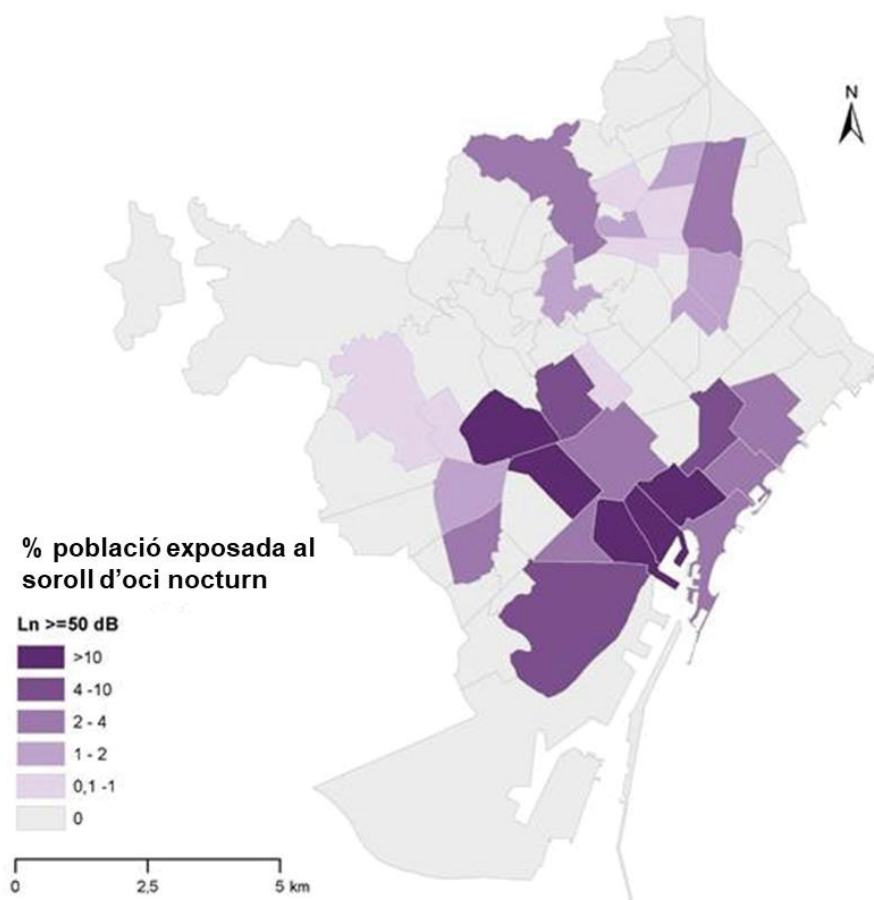 N
% població exposada al
soroll d'oci nocturn
Ln >=50 dB
>10
4 -10
2 - 4
1 - 2
0,1 -1
0
0 2,5 5 km